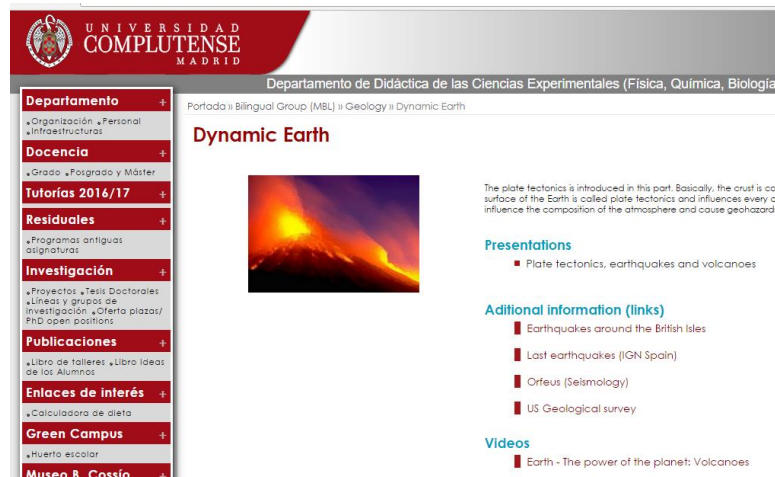 UNIVERSIDAD
COMPLUTENSE
MADRID
Departamento de Didáctica de las Ciencias Experimentales (Física, Química, Biología
Departamento +
Organización Personal
Infraestructuras
Docencia +
Grado Posgrado y Máster
Tutorías 2016/17 +
Residuales +
Programas antiguas
asignaturas
Investigación +
Proyectos Tesis Doctorales
Líneas y grupos de
investigación Oferta plazas/
PhD open positions
Publicaciones +
Libro de talleres Libro Ideas
de los Alumnos
Enlaces de interés +
Calculadora de dieta
Green Campus +
Huerto escolar
Museo B. Cossío +
Portada » Bilingual Group (MBL) » Geology » Dynamic Earth
Dynamic Earth
The plate tectonics is introduced in this part. Basically, the crust is
surface of the Earth is called plate tectonics and influences every
influence the composition of the atmosphere and cause geohazard
Presentations
Plate tectonics, earthquakes and volcanoes
Aditional information (links)
Earthquakes around the British Isles
Last earthquakes (IGN Spain)
Orfeus (Seismology)
US Geological survey
Videos
Earth - The power of the planet: Volcanoes